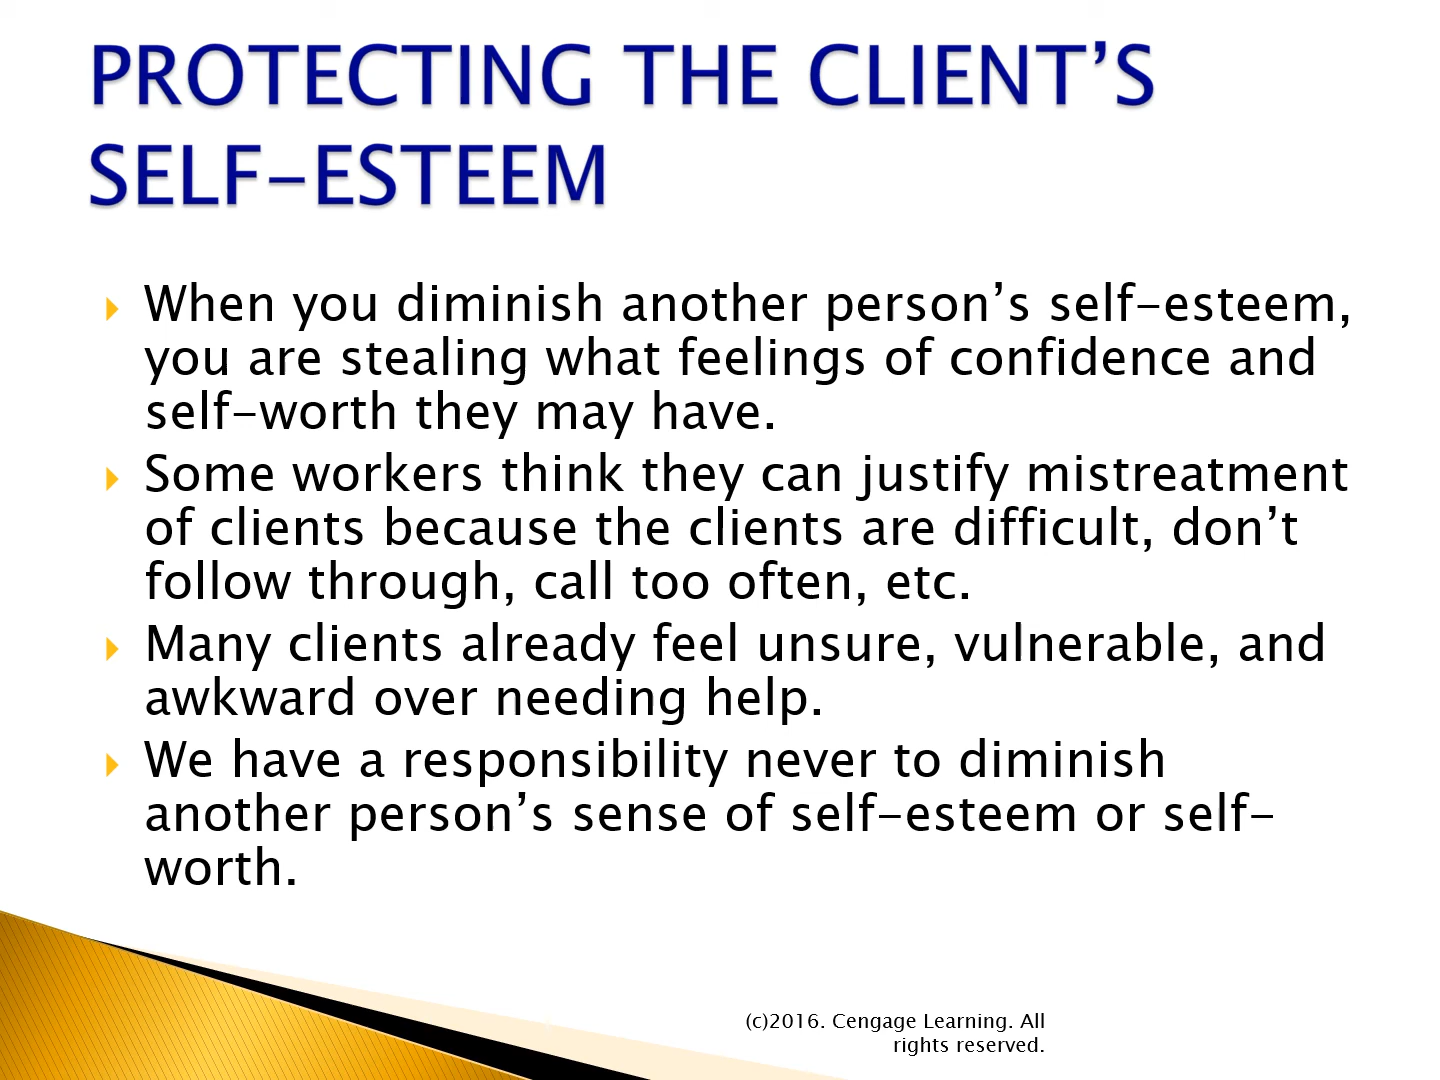 PROTECTING THE CLIENT’S
SELF-ESTEEM
When you diminish another person’s self-esteem,
you are stealing what feelings of confidence and
self-worth they may have.
Some workers think they can justify mistreatment
of clients because the clients are difficult, don’t
follow through, call too often, etc.
Many clients already feel unsure, vulnerable, and
awkward over needing help.
We have a responsibility never to diminish
another person’s sense of self-esteem or self-
worth.
(c)2016. Cengage Learning. All
rights reserved.